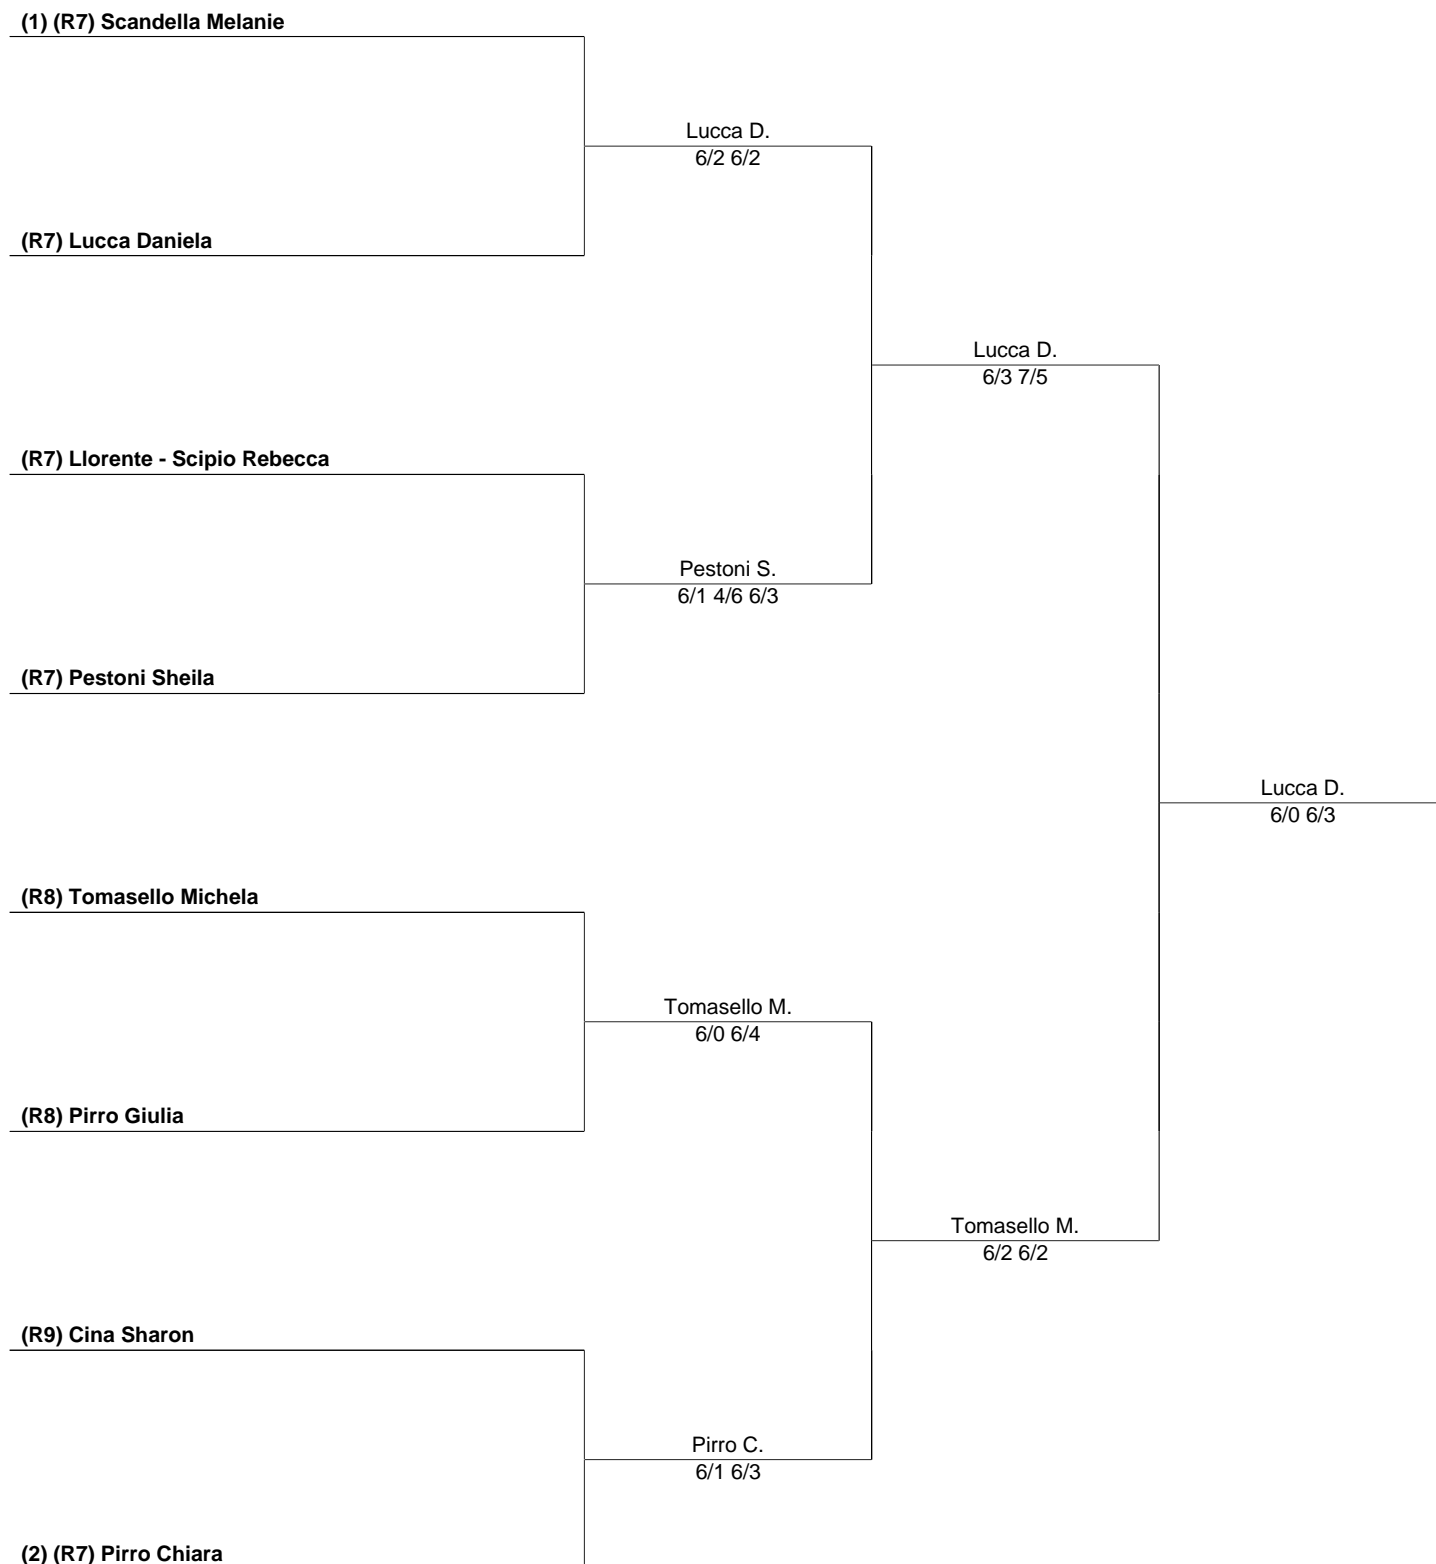 (1) (R7) Scandella Melanie
Lucca D.
6/2 6/2
(R7) Lucca Daniela
Lucca D.
6/3 7/5
(R7) Llorente - Scipio Rebecca
Pestoni S.
6/1 4/6 6/3
(R7) Pestoni Sheila
Lucca D.
6/0 6/3
(R8) Tomasello Michela
Tomasello M.
6/0 6/4
(R8) Pirro Giulia
Tomasello M.
6/2 6/2
(R9) Cina Sharon
Pirro C.
6/1 6/3
(2) (R7) Pirro Chiara